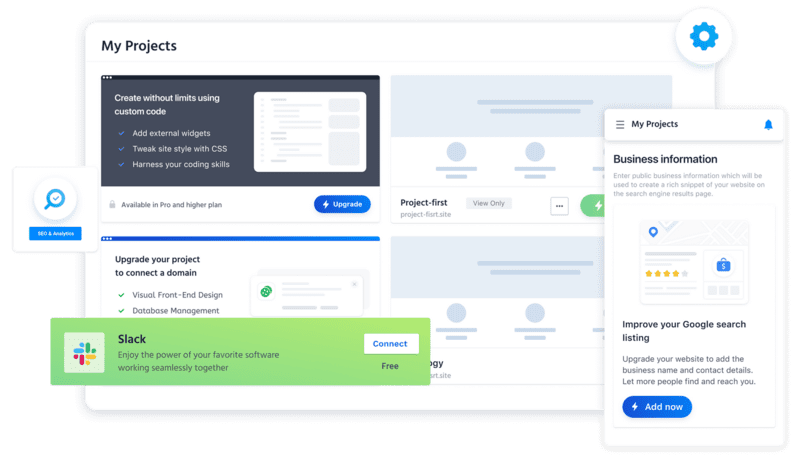 My Projects
Create without limits using
custom code
Add external widgets
Tweak site style with CSS
Harness your coding skills
Available in Pro and higher plan
Upgrade
Project-first
View Only
project-fisrt.site
SEO & Analytics
Upgrade your project
to connect a domain
Visual Front-End Design
Database Management
Slack
Enjoy the power of your favorite software
working seamlessly together
Connect
Free
ogy
t.site
My Projects
Business information
Enter public business information which will be
used to create a rich snippet of your website on
the search engine results page.
Improve your Google search
listing
Upgrade your website to add the
business name and contact details.
Let more people find and reach you.
Add now